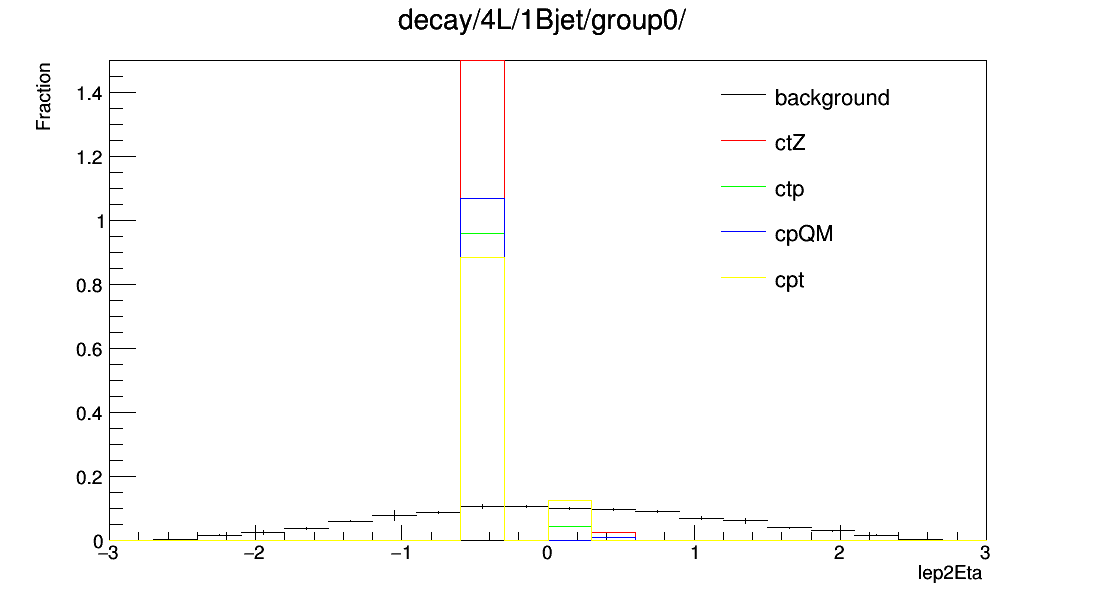 decay/4L/1Bjet/group0/
Fraction
background
ctZ
ctp
cpQM
cpt
1.4
1.2
1
0.8
0.6
0.4
0.2
0
−3
−2
−1
0
1
2
3
lep2Eta